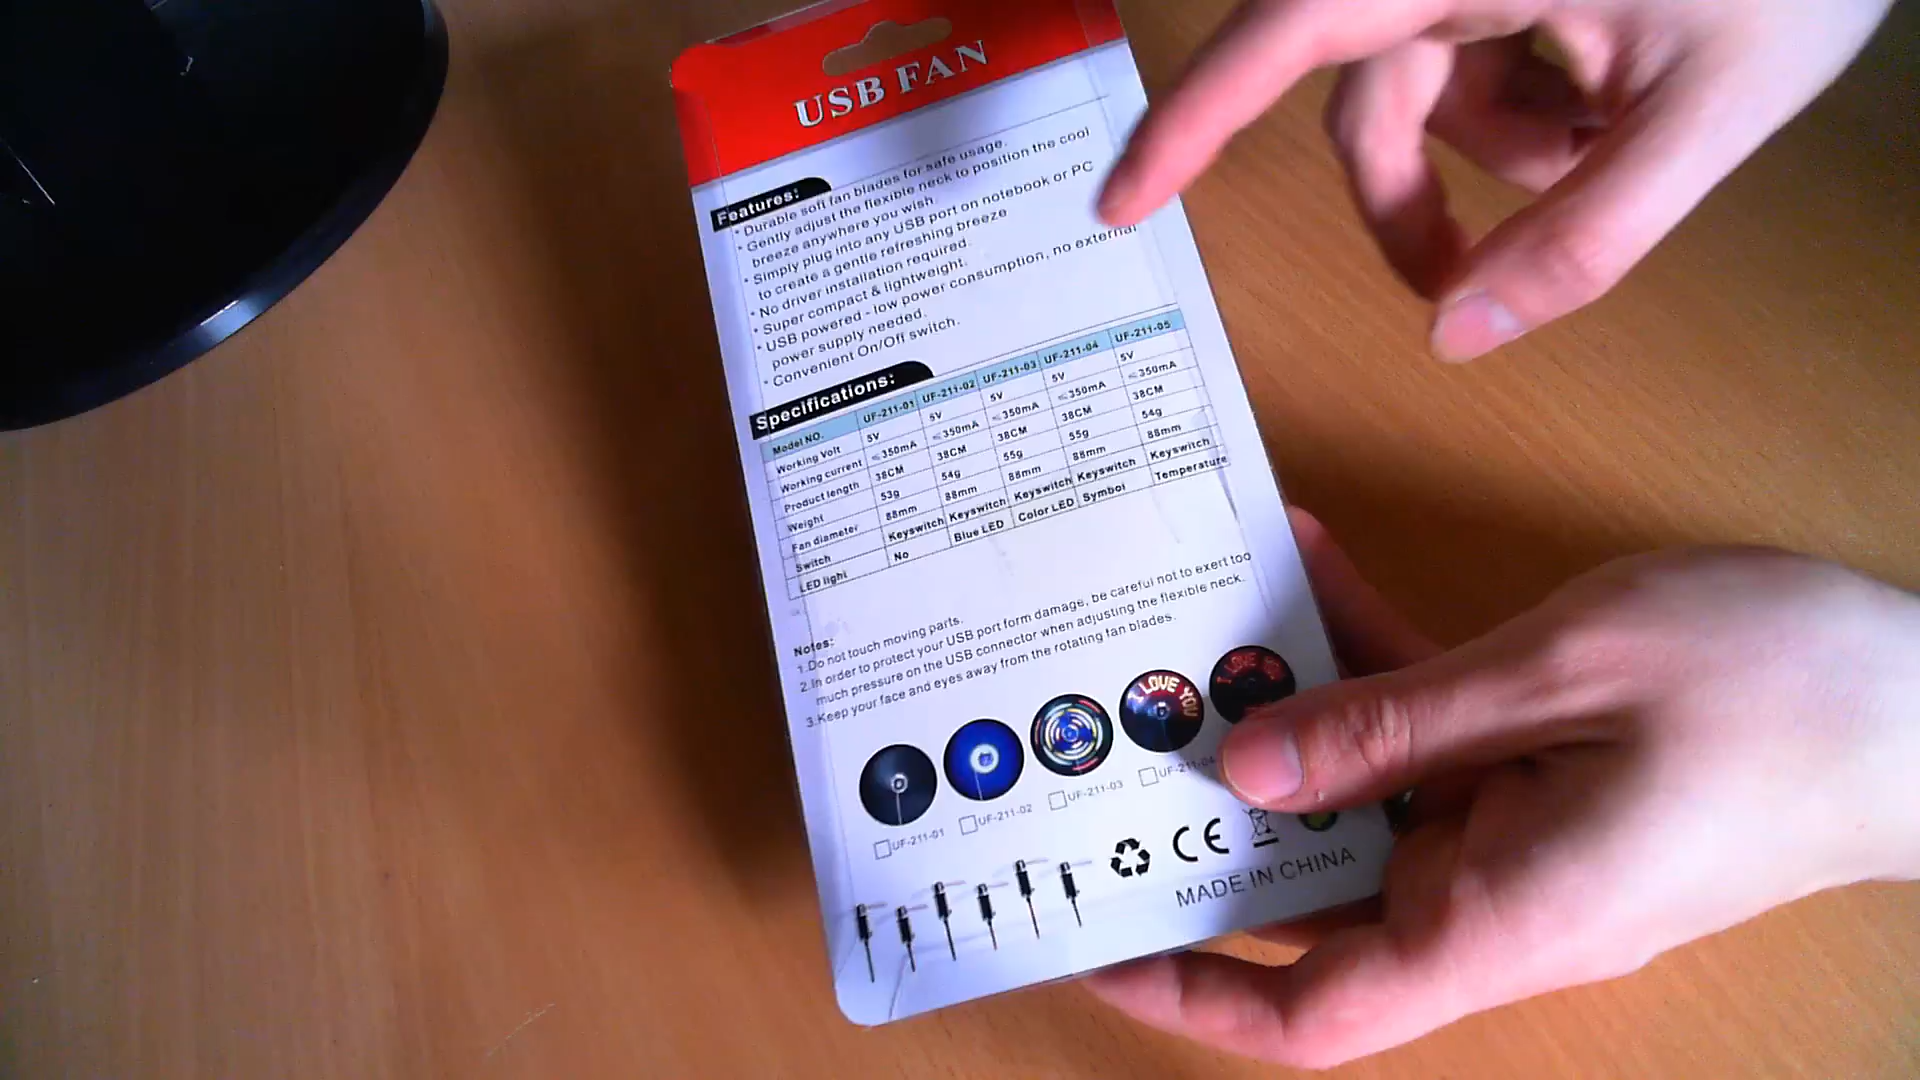 USB FAN
Features:
* Durable soft fan blades for safe usage.
* Gently adjust the flexible neck to position the cool
breeze anywhere you wish.
* Simply plug into any USB port on notebook or PC
to create a gentle refreshing breeze
* No driver installation required.
* Super compact & lightweight.
* USB powered - low power consumption, no external
power supply needed.
* Convenient On/Off switch.
Specifications:
Model NO. UF-211-01 UF-211-02 UF-211-03 UF-211-04 UF-211-05
Working Volt 5V 5V 5V 5V 5V
Working current ≤350mA ≤350mA ≤350mA ≤350mA ≤350mA
Product length 38CM 38CM 38CM 38CM 38CM
Weight 53g 54g 55g 55g 54g
Fan diameter 88mm 88mm 88mm 88mm 88mm
Switch Keyswitch Keyswitch Keyswitch Keyswitch Keyswitch
LED light No Blue LED Color LED Symbol Temperature
Notes:
1.Do not touch moving parts.
2.In order to protect your USB port form damage, be careful not to exert too
much pressure on the USB connector when adjusting the flexible neck.
3.Keep your face and eyes away from the rotating fan blades.
I LOVE YOU
I LOVE
UF-211-01 UF-211-02 UF-211-03 UF-211-04
CE
MADE IN CHINA